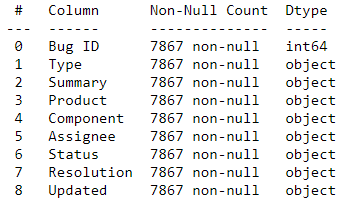 #   Column      Non-Null Count  Dtype
---  ------      --------------  -----
 0   Bug ID      7867 non-null   int64
 1   Type        7867 non-null   object
 2   Summary     7867 non-null   object
 3   Product     7867 non-null   object
 4   Component   7867 non-null   object
 5   Assignee    7867 non-null   object
 6   Status      7867 non-null   object
 7   Resolution  7867 non-null   object
 8   Updated     7867 non-null   object